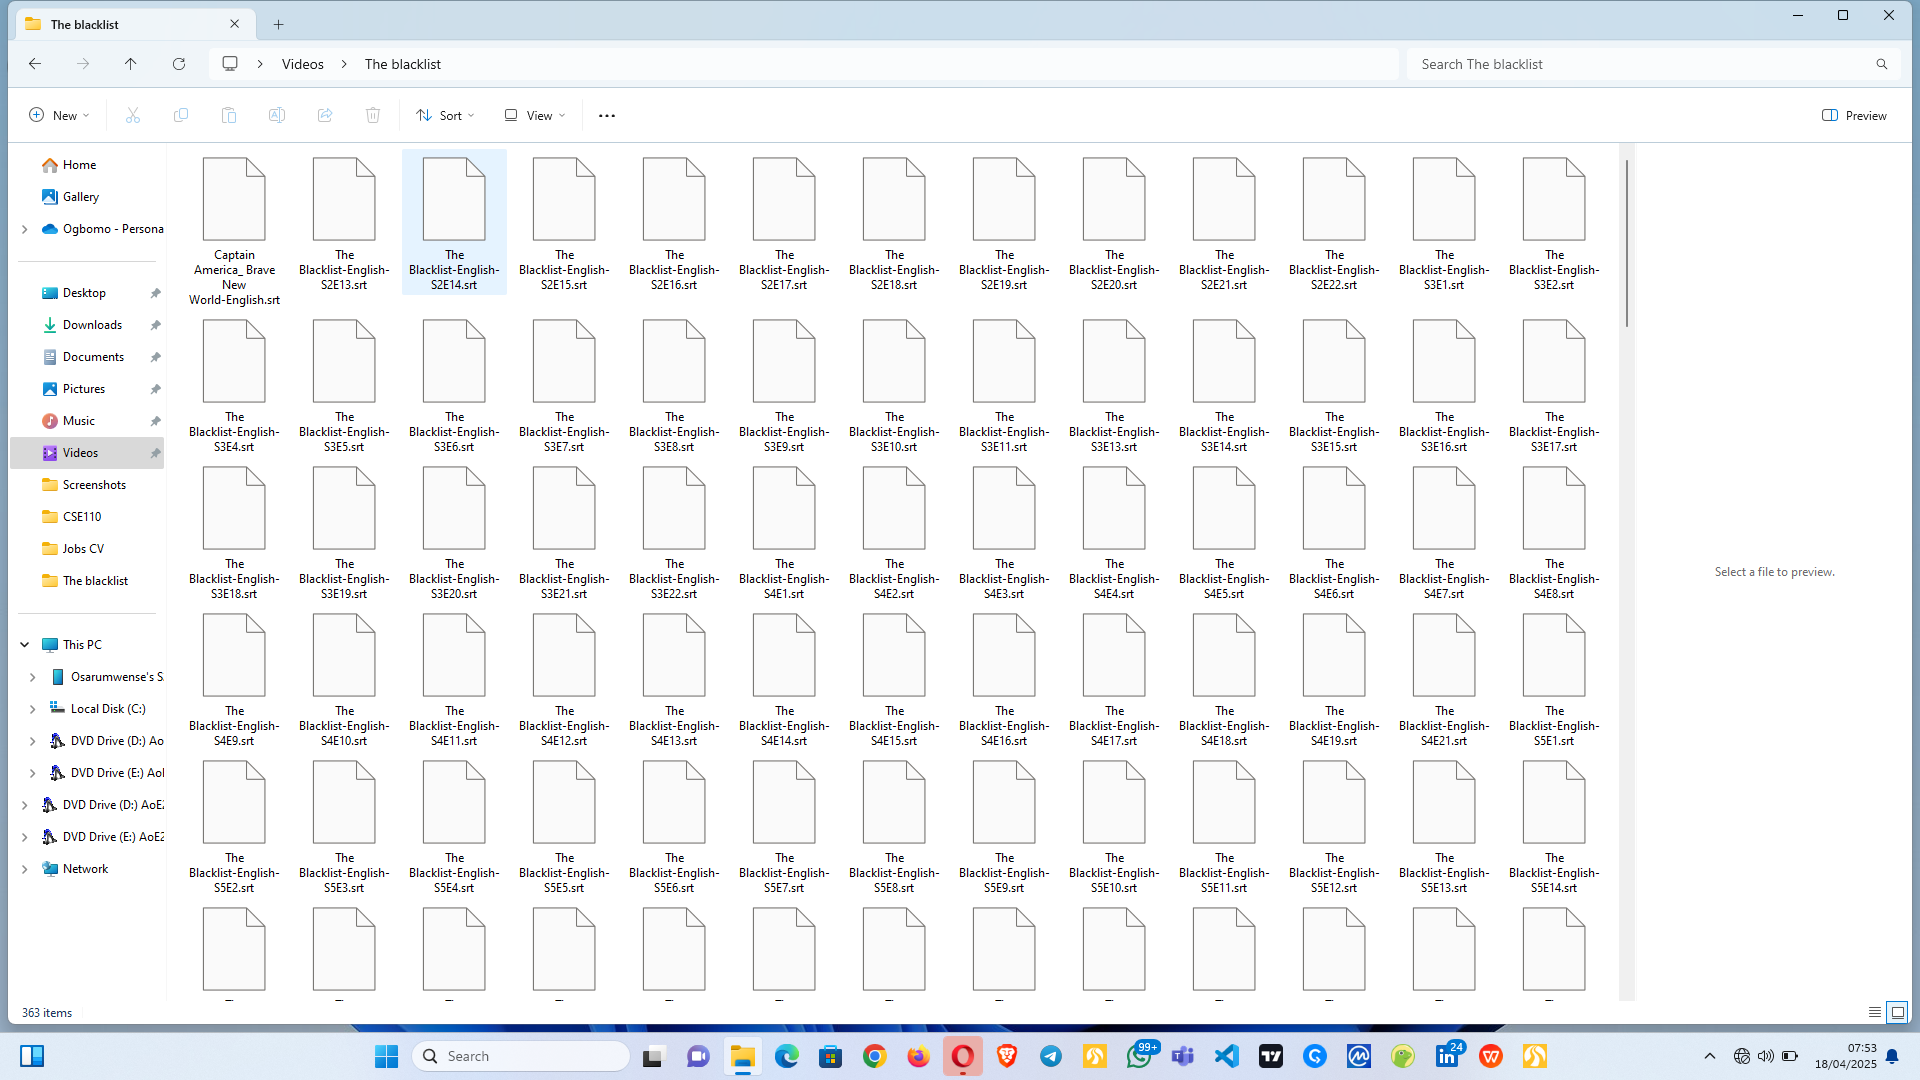 The blacklist
Videos
The blacklist
Search The blacklist
New
Sort
View
Preview
Home
Gallery
Ogbomo - Persona
Desktop
Downloads
Documents
Pictures
Music
Videos
Screenshots
CSE110
Jobs CV
The blacklist
This PC
Osarumwense's S
Local Disk (C:)
DVD Drive (D:) Ao
DVD Drive (E:) AoI
DVD Drive (D:) AoE2
DVD Drive (E:) AoE2
Network
Captain
America_ Brave
New
World-English.srt
The
Blacklist-English-
S2E13.srt
The
Blacklist-English-
S2E14.srt
The
Blacklist-English-
S2E15.srt
The
Blacklist-English-
S2E16.srt
The
Blacklist-English-
S2E17.srt
The
Blacklist-English-
S2E18.srt
The
Blacklist-English-
S2E19.srt
The
Blacklist-English-
S2E20.srt
The
Blacklist-English-
S2E21.srt
The
Blacklist-English-
S2E22.srt
The
Blacklist-English-
S3E1.srt
The
Blacklist-English-
S3E2.srt
The
Blacklist-English-
S3E4.srt
The
Blacklist-English-
S3E5.srt
The
Blacklist-English-
S3E6.srt
The
Blacklist-English-
S3E7.srt
The
Blacklist-English-
S3E8.srt
The
Blacklist-English-
S3E9.srt
The
Blacklist-English-
S3E10.srt
The
Blacklist-English-
S3E11.srt
The
Blacklist-English-
S3E13.srt
The
Blacklist-English-
S3E14.srt
The
Blacklist-English-
S3E15.srt
The
Blacklist-English-
S3E16.srt
The
Blacklist-English-
S3E17.srt
The
Blacklist-English-
S3E18.srt
The
Blacklist-English-
S3E19.srt
The
Blacklist-English-
S3E20.srt
The
Blacklist-English-
S3E21.srt
The
Blacklist-English-
S3E22.srt
The
Blacklist-English-
S4E1.srt
The
Blacklist-English-
S4E2.srt
The
Blacklist-English-
S4E3.srt
The
Blacklist-English-
S4E4.srt
The
Blacklist-English-
S4E5.srt
The
Blacklist-English-
S4E6.srt
The
Blacklist-English-
S4E7.srt
The
Blacklist-English-
S4E8.srt
The
Blacklist-English-
S4E9.srt
The
Blacklist-English-
S4E10.srt
The
Blacklist-English-
S4E11.srt
The
Blacklist-English-
S4E12.srt
The
Blacklist-English-
S4E13.srt
The
Blacklist-English-
S4E14.srt
The
Blacklist-English-
S4E15.srt
The
Blacklist-English-
S4E16.srt
The
Blacklist-English-
S4E17.srt
The
Blacklist-English-
S4E18.srt
The
Blacklist-English-
S4E19.srt
The
Blacklist-English-
S4E21.srt
The
Blacklist-English-
S5E1.srt
The
Blacklist-English-
S5E2.srt
The
Blacklist-English-
S5E3.srt
The
Blacklist-English-
S5E4.srt
The
Blacklist-English-
S5E5.srt
The
Blacklist-English-
S5E6.srt
The
Blacklist-English-
S5E7.srt
The
Blacklist-English-
S5E8.srt
The
Blacklist-English-
S5E9.srt
The
Blacklist-English-
S5E10.srt
The
Blacklist-English-
S5E11.srt
The
Blacklist-English-
S5E12.srt
The
Blacklist-English-
S5E13.srt
The
Blacklist-English-
S5E14.srt
Select a file to preview.
363 items
Search
99+
24
07:53
18/04/2025